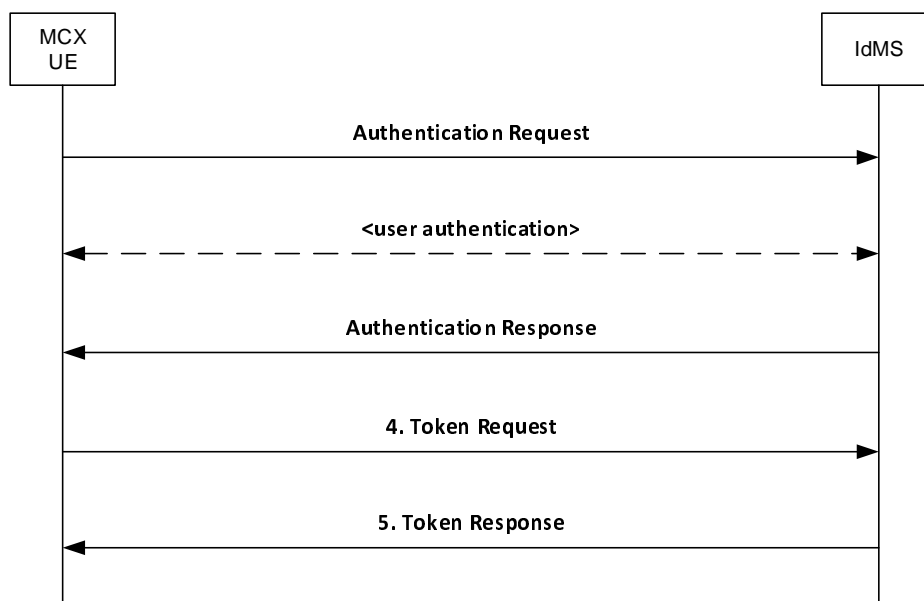 MCX
UE
IdMS
Authentication Request
<user authentication>
Authentication Response
4. Token Request
5. Token Response